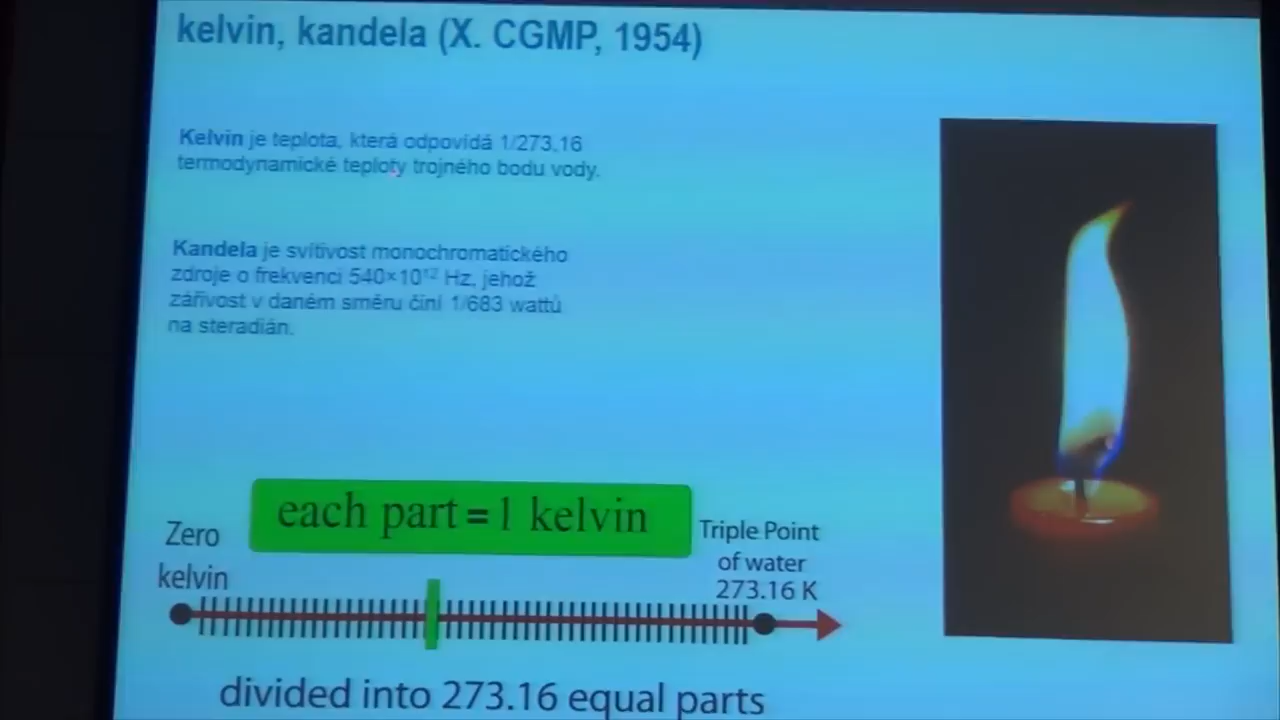 kelvin, kandela (X. CGMP, 1954)
Kelvin je teplota, která odpovídá 1/273.16
termodynamické teploty trojného bodu vody.
Kandela je svítivost monochromatického
zdroje o frekvenci 540×10¹² Hz, jehož
zářivost v daném směru činí 1/683 wattů
na steradián.
each part = 1 kelvin
Zero
kelvin
Triple Point
of water
273.16 K
divided into 273.16 equal parts